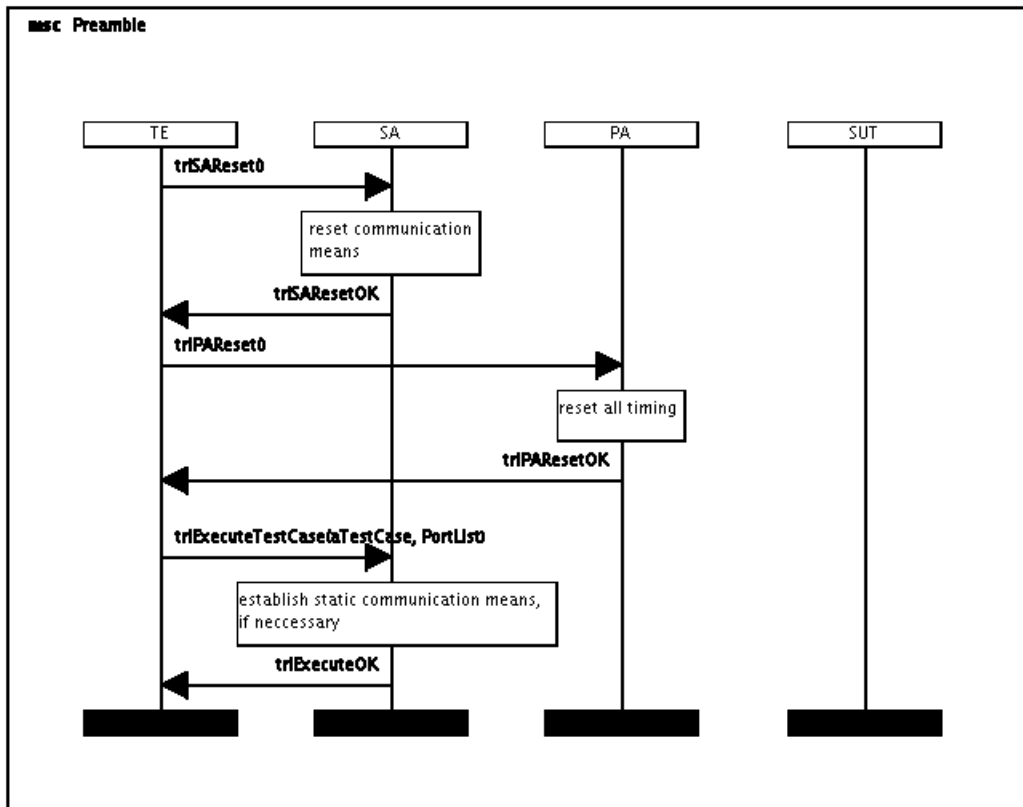 msc Preamble
TE
SA
PA
SUT
triSAReset()
reset communication
means
triSAResetOK
triPAReset()
reset all timing
triPAResetOK
triExecuteTestCase(aTestCase, PortList)
establish static communication means,
if neccessary
triExecuteOK